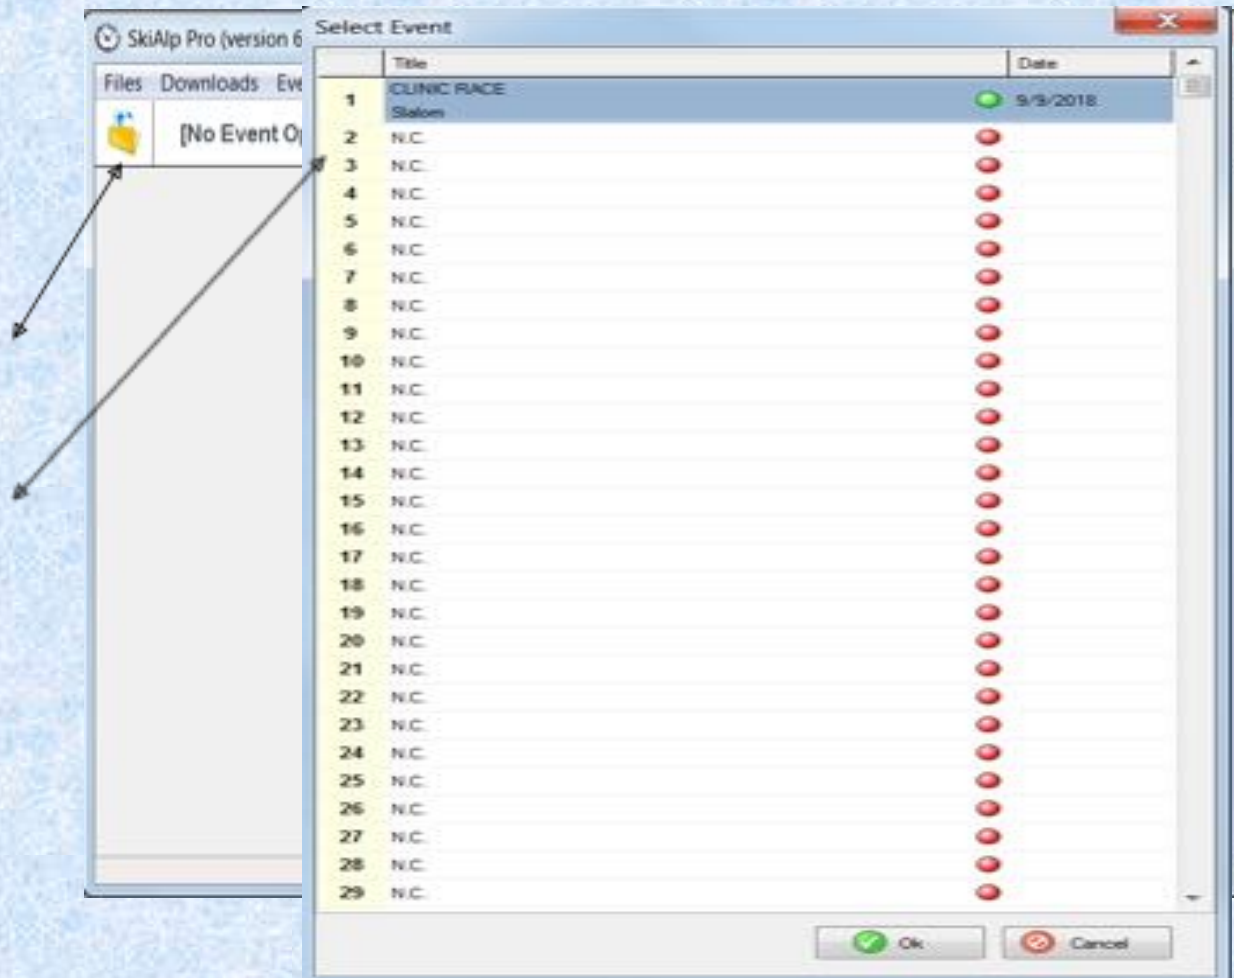 SkiAlp Pro (version 6
Files Downloads Eve
[No Event Op
Select Event
Title Date
1 CLINIC RACE 9/9/2018
Slalom
2 N.C.
3 N.C.
4 N.C.
5 N.C.
6 N.C.
7 N.C.
8 N.C.
9 N.C.
10 N.C.
11 N.C.
12 N.C.
13 N.C.
14 N.C.
15 N.C.
16 N.C.
17 N.C.
18 N.C.
19 N.C.
20 N.C.
21 N.C.
22 N.C.
23 N.C.
24 N.C.
25 N.C.
26 N.C.
27 N.C.
28 N.C.
29 N.C.
Ok Cancel